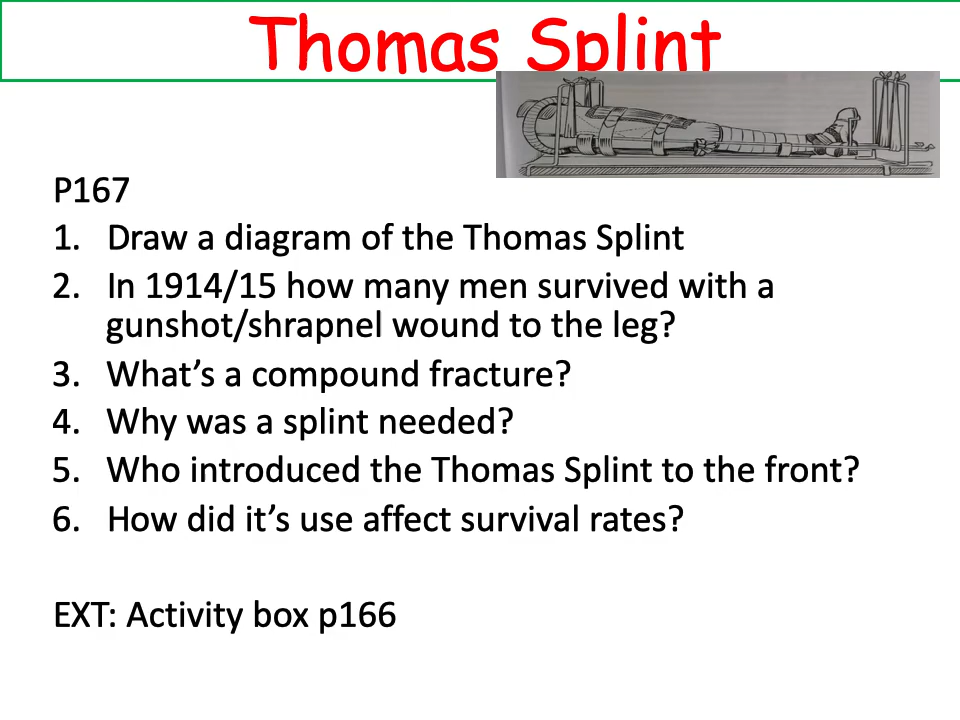 Thomas Splint
P167
1. Draw a diagram of the Thomas Splint
2. In 1914/15 how many men survived with a
gunshot/shrapnel wound to the leg?
3. What’s a compound fracture?
4. Why was a splint needed?
5. Who introduced the Thomas Splint to the front?
6. How did it’s use affect survival rates?
EXT: Activity box p166